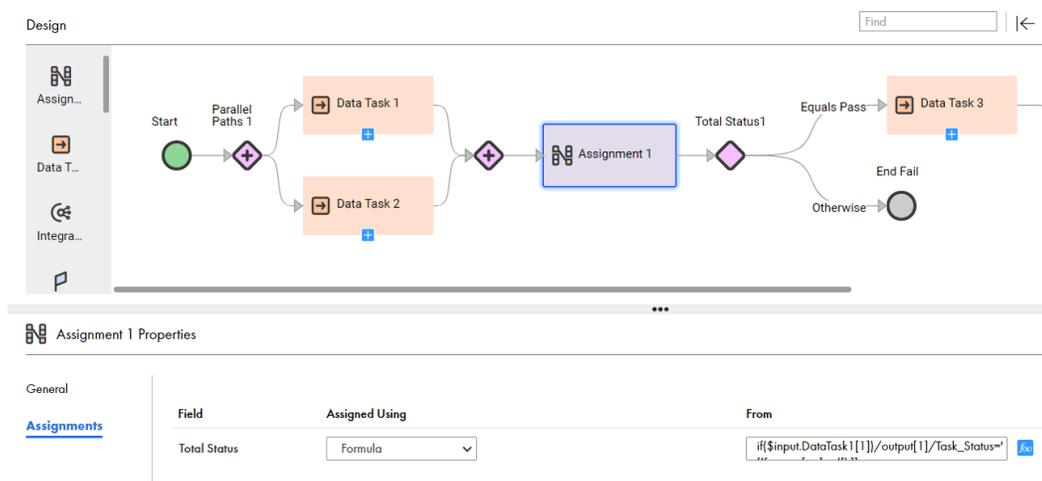 Design
Find
Assign...
Data T...
Integra...
Start
Parallel
Paths 1
Data Task 1
Data Task 2
Assignment 1
Total Status1
Equals Pass
Otherwise
Data Task 3
End Fail
Assignment 1 Properties
General
Assignments
Field
Assigned Using
From
Total Status
Formula
if($input.DataTask1[1])/output[1]/Task_Status='